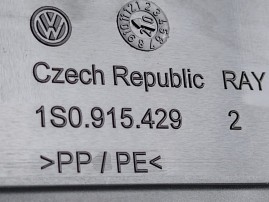 Czech Republic RAY
1S0.915.429 2
>PP / PE<